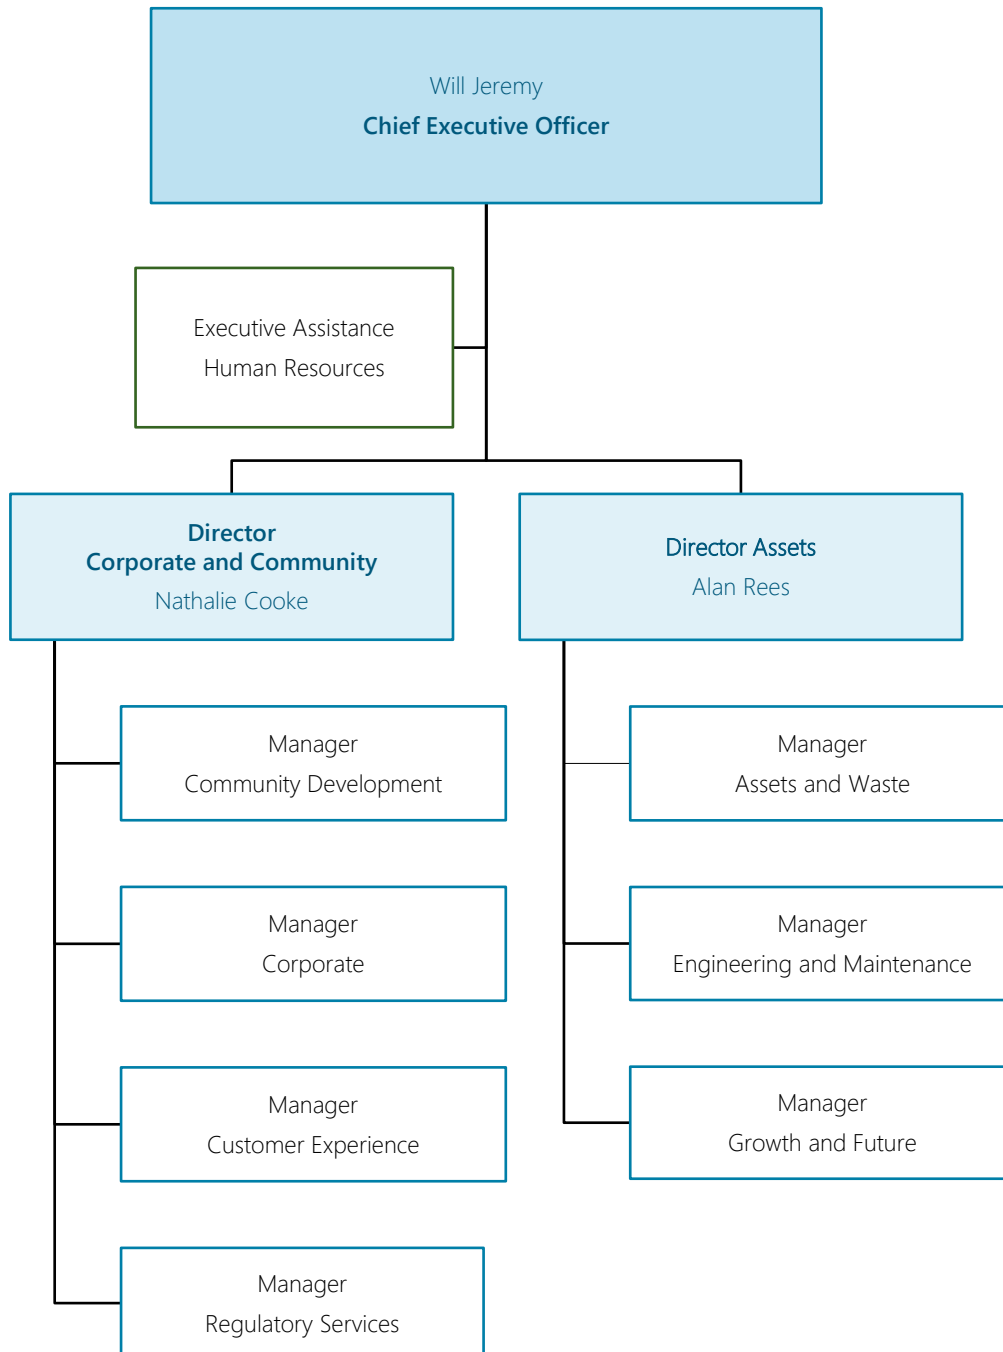 Will Jeremy
Chief Executive Officer
Executive Assistance
Human Resources
Director
Corporate and Community
Nathalie Cooke
Director Assets
Alan Rees
Manager
Community Development
Manager
Corporate
Manager
Customer Experience
Manager
Regulatory Services
Manager
Assets and Waste
Manager
Engineering and Maintenance
Manager
Growth and Future